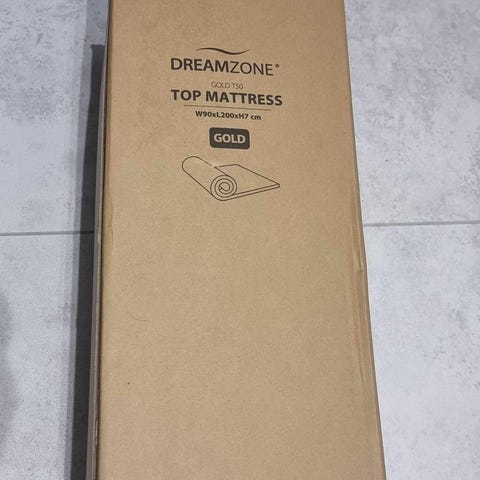 DREAMZONE®
GOLD T50
TOP MATTRESS
W90xL200xH7 cm
GOLD